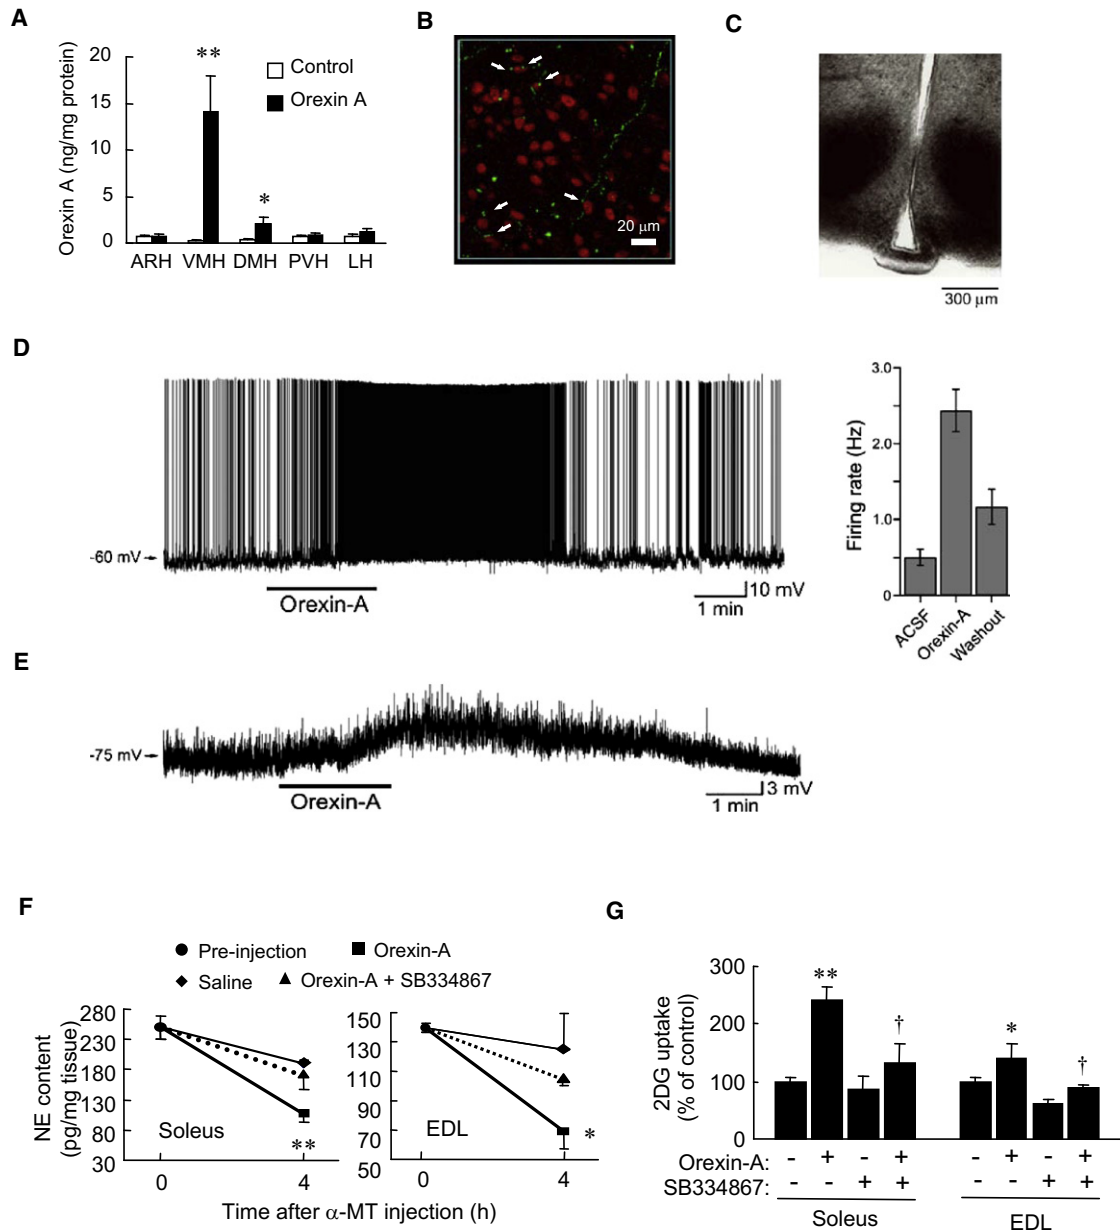 A
Orexin A (ng/mg protein)
20
15
10
5
0
**
*
Control
Orexin A
ARH VMH DMH PVH LH
B
20 µm
C
300 µm
D
-60 mV
Orexin-A
10 mV
1 min
Firing rate (Hz)
3.0
2.0
1.0
0
ACSF
Orexin-A
Washout
E
-75 mV
Orexin-A
3 mV
1 min
F
Pre-injection
Orexin-A
Saline
Orexin-A + SB334867
NE content
(pg/mg tissue)
280
230
180
130
80
30
Soleus
**
0 4
150
130
110
90
70
50
EDL
*
0 4
Time after α-MT injection (h)
G
2DG uptake
(% of control)
300
200
100
0
**
†
*
†
Orexin-A: - + - + - + - +
SB334867: - - + + - - + +
Soleus
EDL